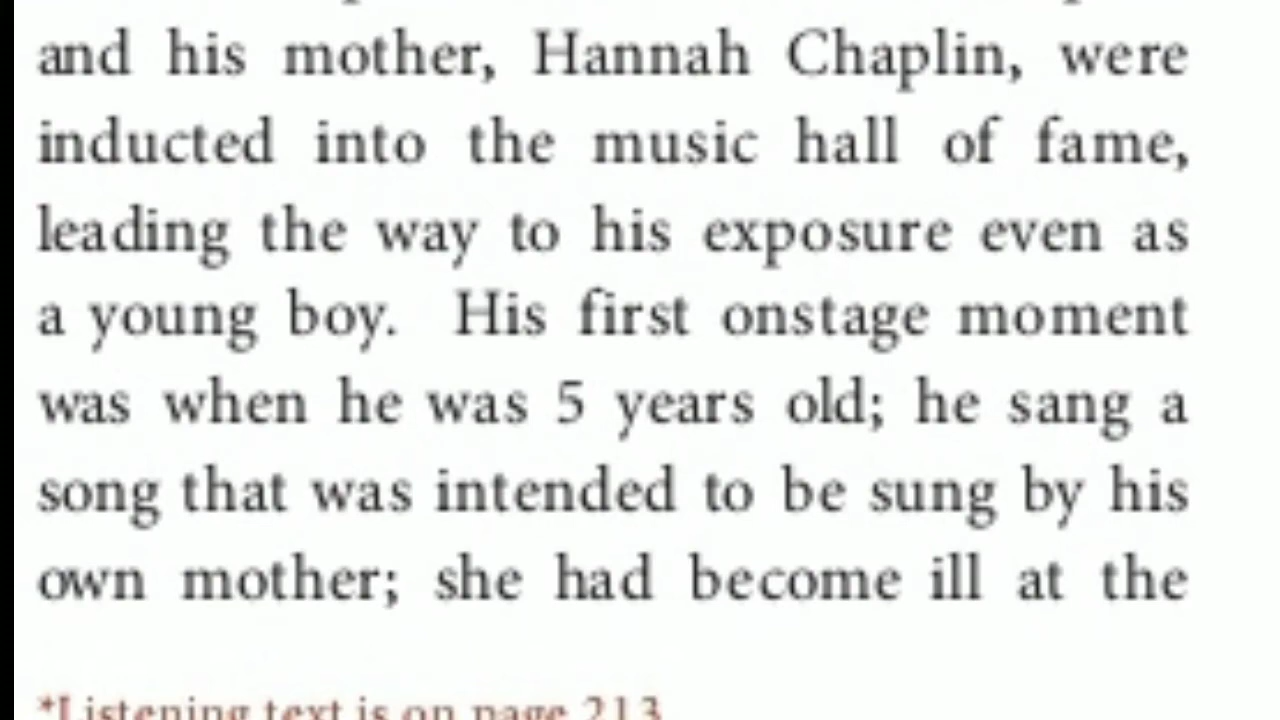 and his mother, Hannah Chaplin, were
inducted into the music hall of fame,
leading the way to his exposure even as
a young boy. His first onstage moment
was when he was 5 years old; he sang a
song that was intended to be sung by his
own mother; she had become ill at the
*Listening text is on page 213